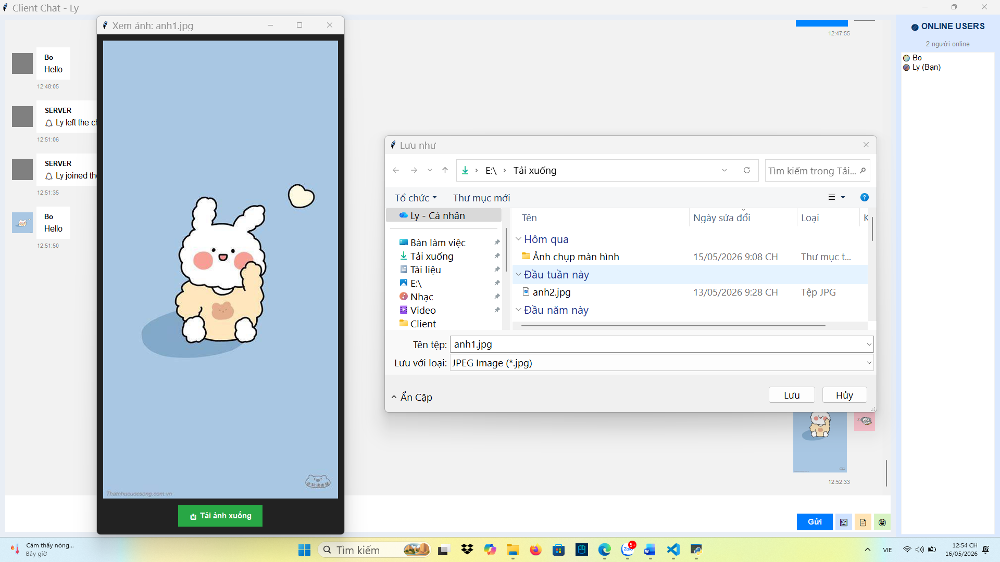 Client Chat - Ly
Bo
Hello
12:48:05
SERVER
Ly left the ch
12:51:06
SERVER
Ly joined the
12:51:35
Bo
Hello
12:51:50
Xem ảnh: anh1.jpg
Thatnhucuocsong.com.vn
Tải ảnh xuống
12:47:55
Lưu như
E:\ › Tải xuống
Tìm kiếm trong Tải...
Tổ chức
Thư mục mới
Ly - Cá nhân
Bàn làm việc
Tải xuống
Tài liệu
E:\
Nhạc
Video
Client
Tên Ngày sửa đổi Loại K
Hôm qua
Ảnh chụp màn hình 15/05/2026 9:08 CH Thư mục t...
Đầu tuần này
anh2.jpg 13/05/2026 9:28 CH Tệp JPG
Đầu năm này
Tên tệp: anh1.jpg
Lưu với loại: JPEG Image (*.jpg)
Ẩn Cặp
Lưu
Hủy
12:52:33
Gửi
ONLINE USERS
2 người online
Bo
Ly (Bạn)
Cảm thấy nóng...
Bây giờ
Tìm kiếm
Zalo
5+
VIE
12:54 CH
16/05/2026